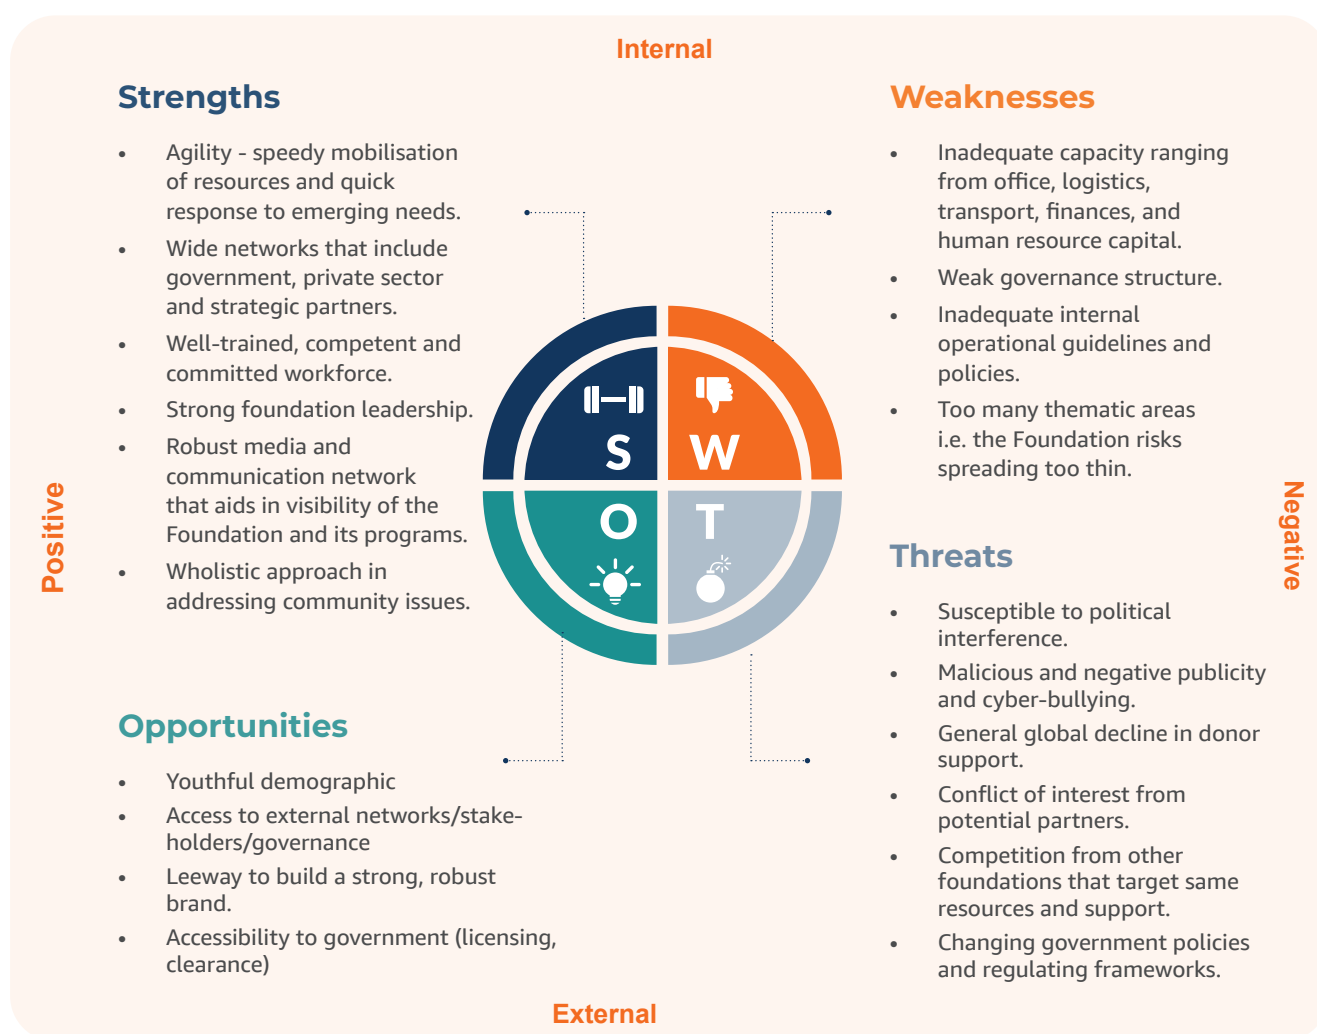 Internal
Strengths
• Agility - speedy mobilisation
of resources and quick
response to emerging needs.
• Wide networks that include
government, private sector
and strategic partners.
• Well-trained, competent and
committed workforce.
• Strong foundation leadership.
• Robust media and
communication network
that aids in visibility of the
Foundation and its programs.
• Wholistic approach in
addressing community issues.
Weaknesses
• Inadequate capacity ranging
from office, logistics,
transport, finances, and
human resource capital.
• Weak governance structure.
• Inadequate internal
operational guidelines and
policies.
• Too many thematic areas
i.e. the Foundation risks
spreading too thin.
S
W
O
T
Positive
Negative
Opportunities
• Youthful demographic
• Access to external networks/stake-
holders/governance
• Leeway to build a strong, robust
brand.
• Accessibility to government (licensing,
clearance)
Threats
• Susceptible to political
interference.
• Malicious and negative publicity
and cyber-bullying.
• General global decline in donor
support.
• Conflict of interest from
potential partners.
• Competition from other
foundations that target same
resources and support.
• Changing government policies
and regulating frameworks.
External